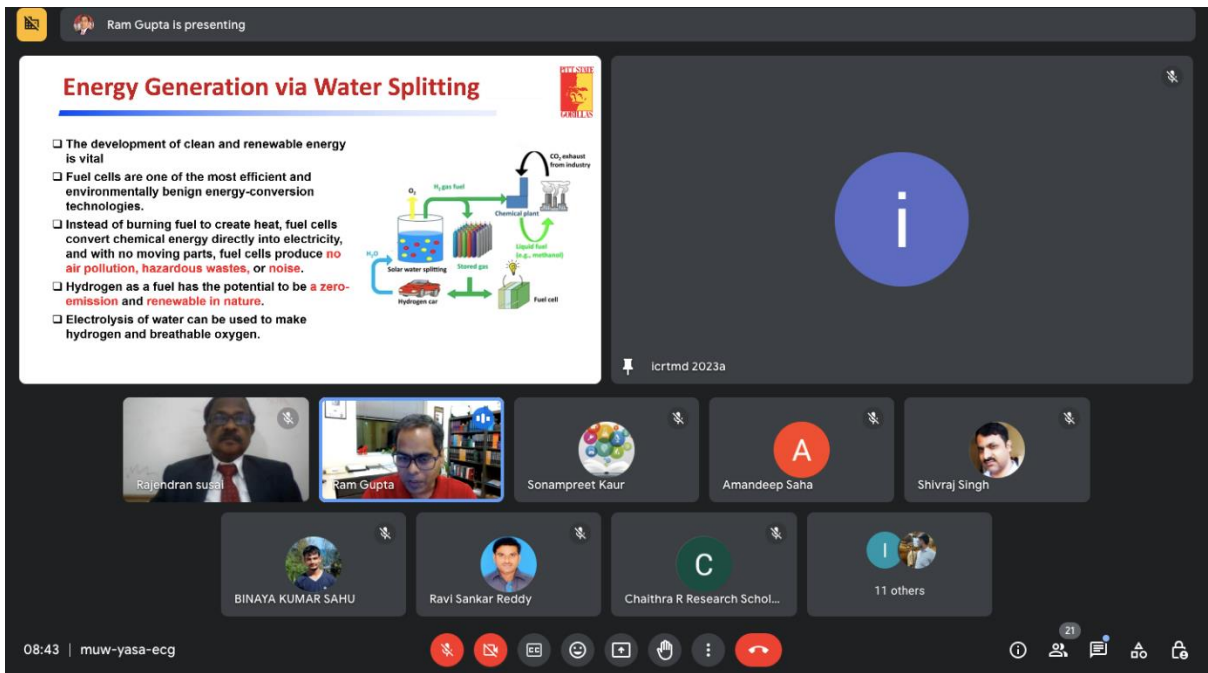 Ram Gupta is presenting
Energy Generation via Water Splitting
PITT STATE
GORILLAS
❑ The development of clean and renewable energy
is vital
❑ Fuel cells are one of the most efficient and
environmentally benign energy-conversion
technologies.
❑ Instead of burning fuel to create heat, fuel cells
convert chemical energy directly into electricity,
and with no moving parts, fuel cells produce no
air pollution, hazardous wastes, or noise.
❑ Hydrogen as a fuel has the potential to be a zero-
emission and renewable in nature.
❑ Electrolysis of water can be used to make
hydrogen and breathable oxygen.
CO₂ exhaust
from industry
O₂
H₂ gas fuel
Chemical plant
Liquid fuel
(e.g., methanol)
H₂O
Solar water splitting
Stored gas
Hydrogen car
Fuel cell
i
icrtmd 2023a
Rajendran susai
Ram Gupta
Sonampreet Kaur
A
Amandeep Saha
Shivraj Singh
BINAYA KUMAR SAHU
Ravi Sankar Reddy
C
Chaithra R Research Schol...
I
11 others
08:43 | muw-yasa-ecg
CC
21